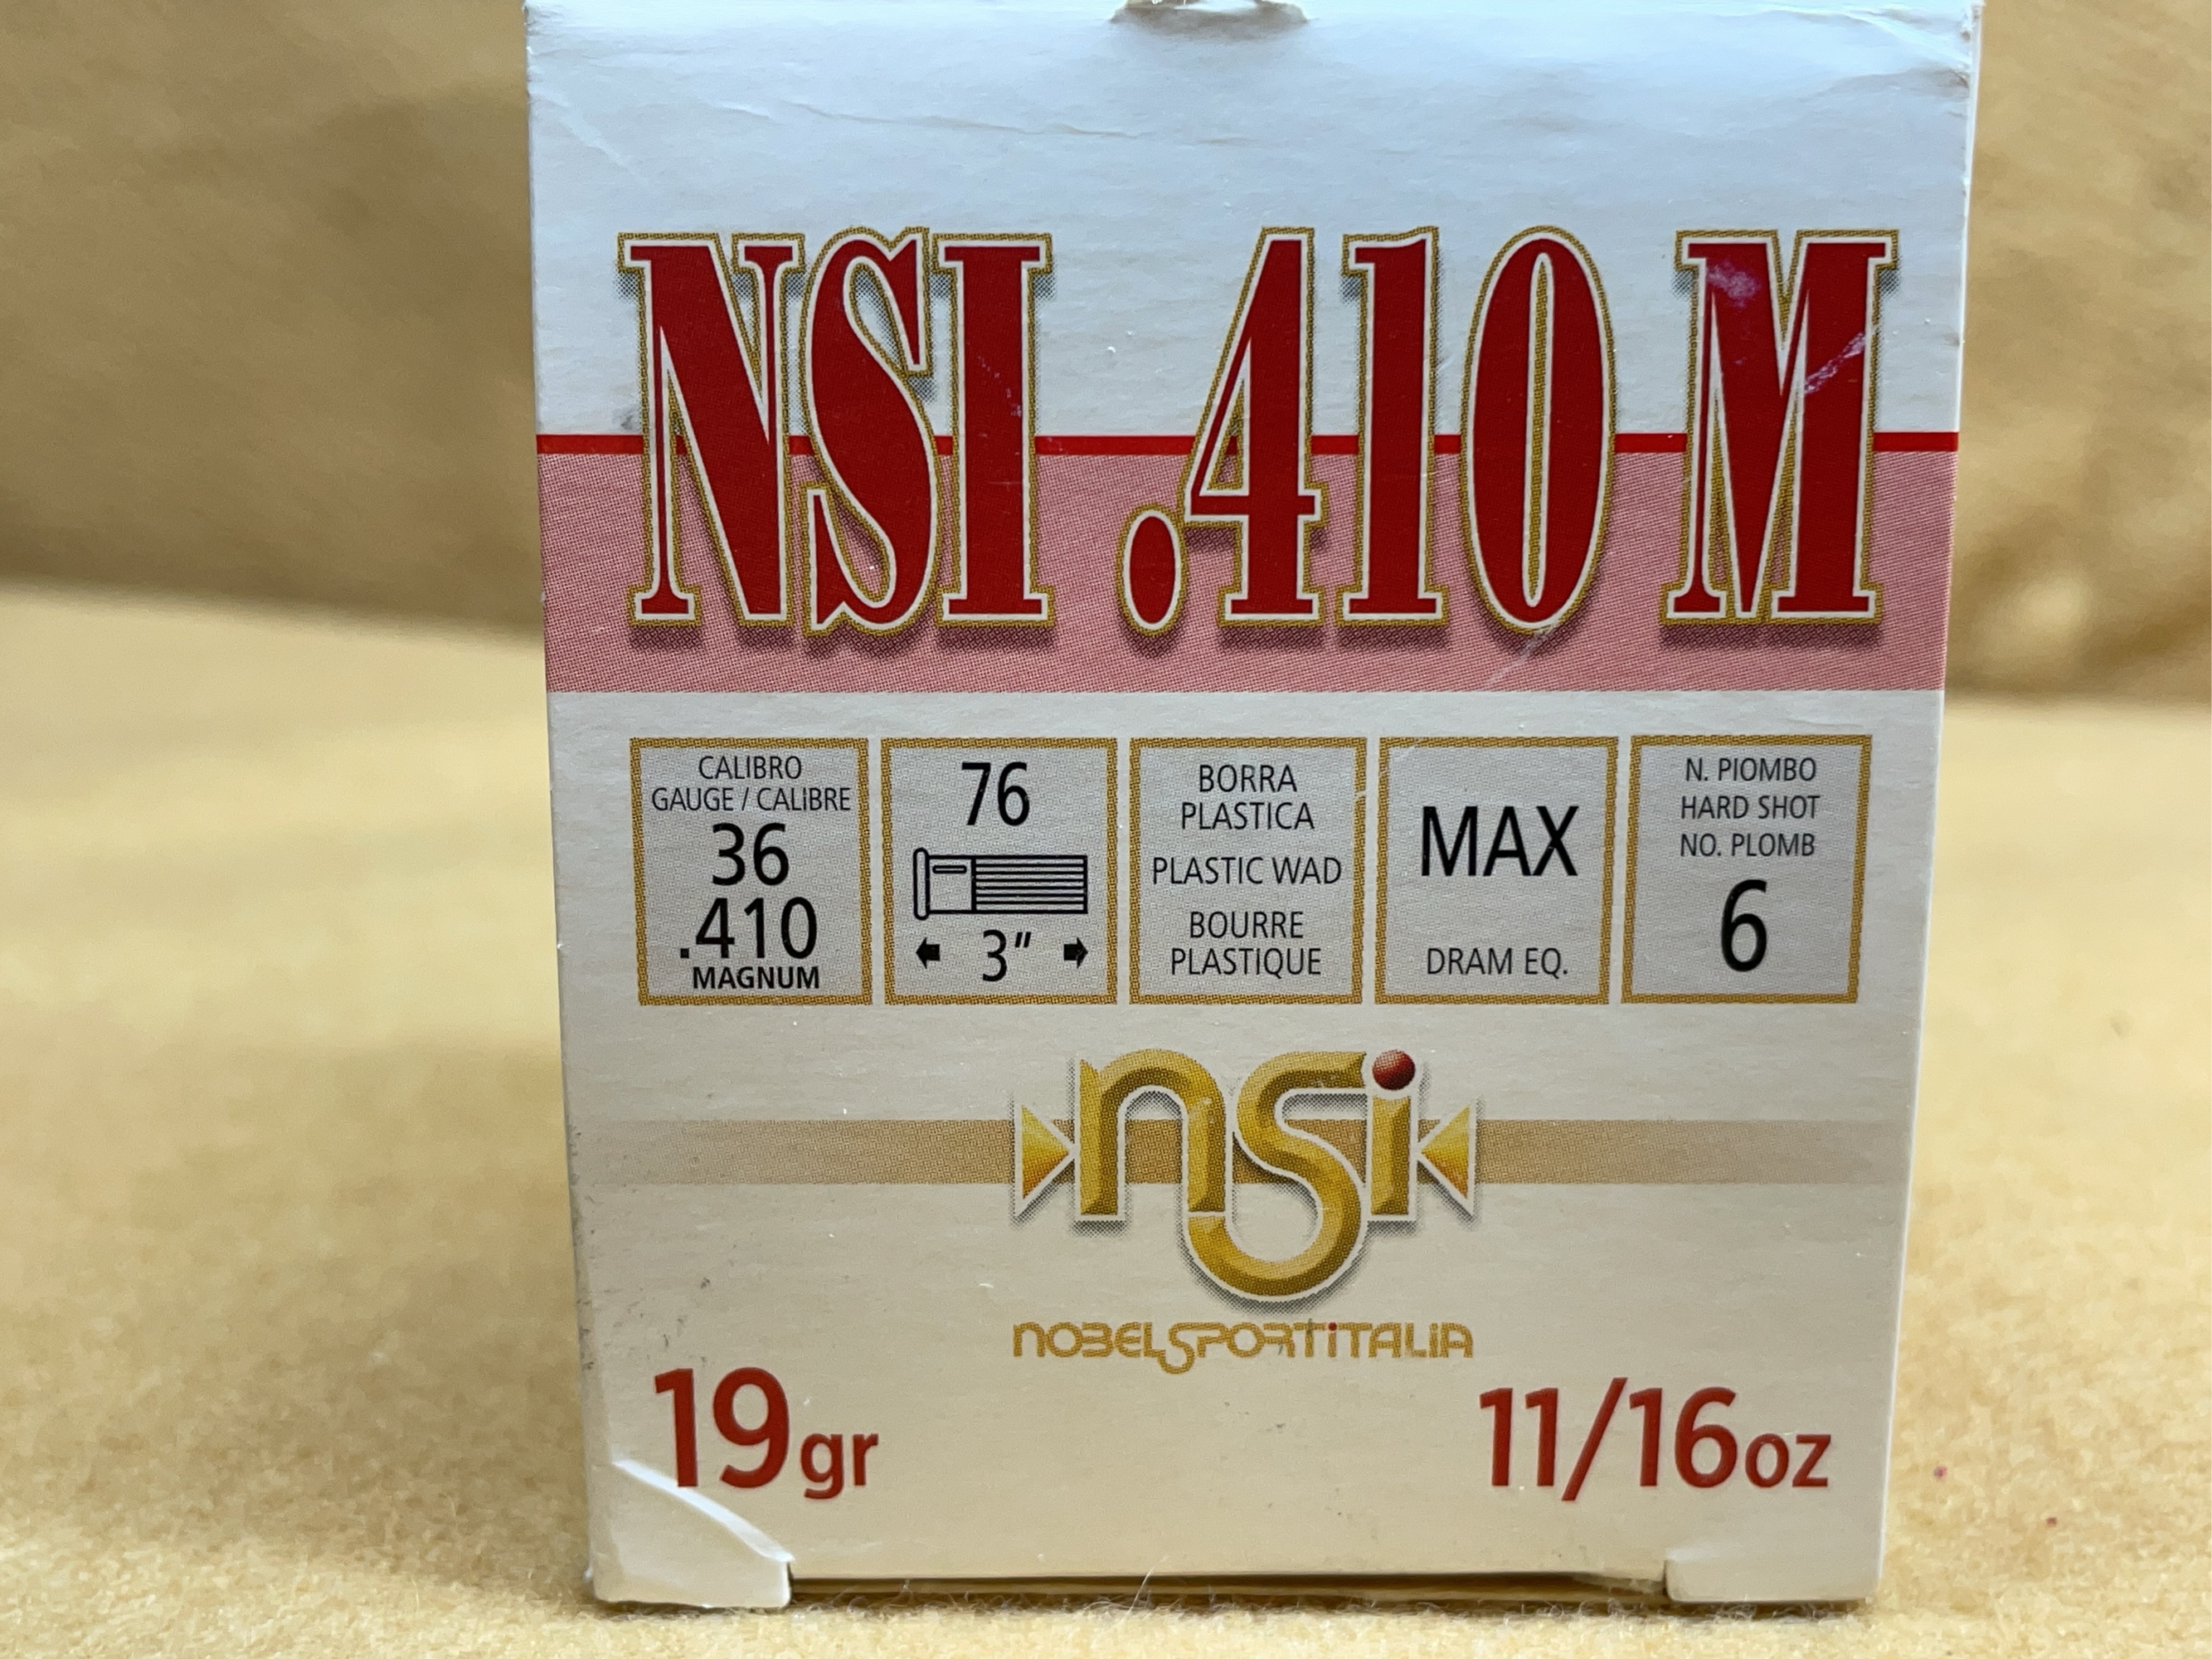 NSI .410 M
CALIBRO
GAUGE / CALIBRE
36
.410
MAGNUM
76
3"
BORRA
PLASTICA
PLASTIC WAD
BOURRE
PLASTIQUE
MAX
DRAM EQ.
N. PIOMBO
HARD SHOT
NO. PLOMB
6
nsi
NOBELSPORTITALIA
19gr
11/16oz